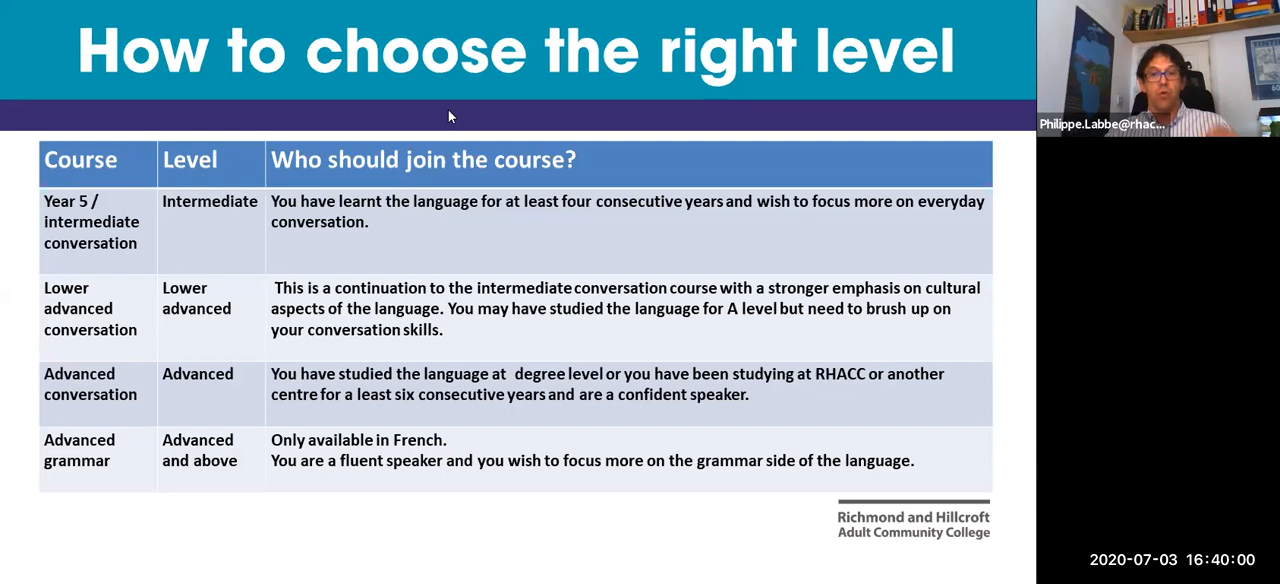 How to choose the right level
Philippe.Labbe@rhac...
Course Level Who should join the course?
Year 5 / intermediate conversation Intermediate You have learnt the language for at least four consecutive years and wish to focus more on everyday
conversation.
Lower advanced conversation Lower advanced This is a continuation to the intermediate conversation course with a stronger emphasis on cultural
aspects of the language. You may have studied the language for A level but need to brush up on
your conversation skills.
Advanced conversation Advanced You have studied the language at degree level or you have been studying at RHACC or another
centre for a least six consecutive years and are a confident speaker.
Advanced grammar Advanced and above Only available in French.
You are a fluent speaker and you wish to focus more on the grammar side of the language.
Richmond and Hillcroft
Adult Community College
2020-07-03 16:40:00